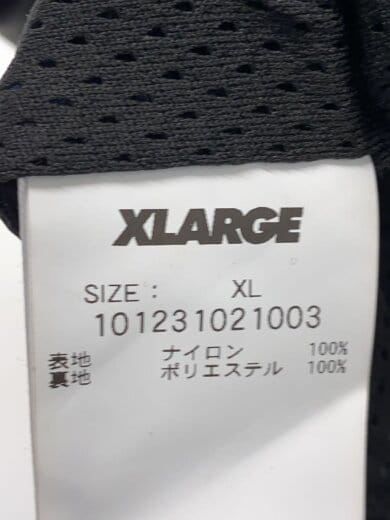 XLARGE
SIZE : XL
101231021003
表地 ナイロン 100%
裏地 ポリエステル 100%